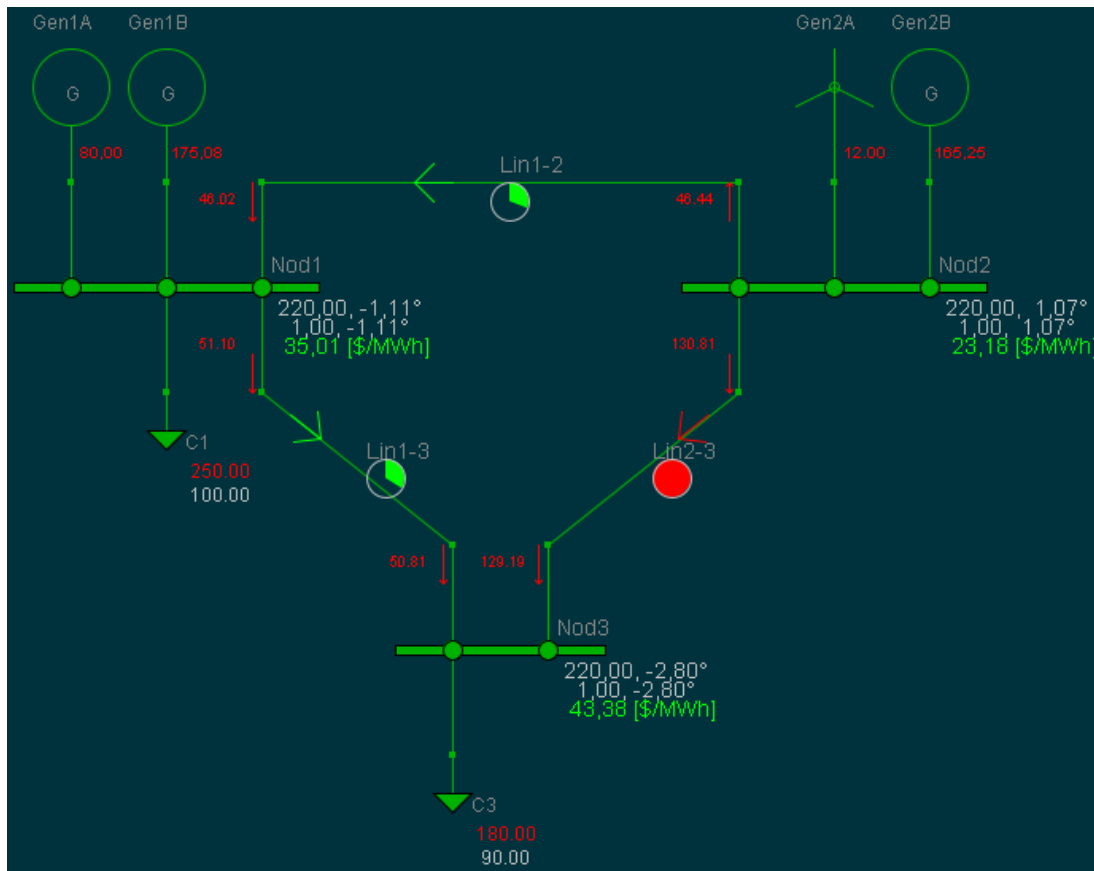 Gen1A
Gen1B
Gen2A
Gen2B
G
G
G
80,00
175,08
12.00
165,25
Lin1-2
46.02
46.44
Nod1
220,00, -1,11°
1,00, -1,11°
35,01 [$/MWh]
Nod2
220,00, 1,07°
1,00, 1,07°
23,18 [$/MWh]
51.10
130.81
C1
250.00
100.00
Lin1-3
Lin2-3
50.81
129.19
Nod3
220,00, -2,80°
1,00, -2,80°
43,38 [$/MWh]
C3
180.00
90.00